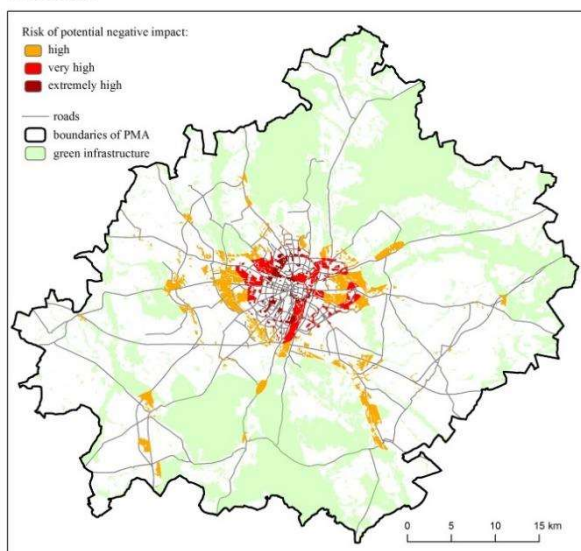 Risk of potential negative impact:
high
very high
extremely high
roads
boundaries of PMA
green infrastructure
0 5 10 15 km